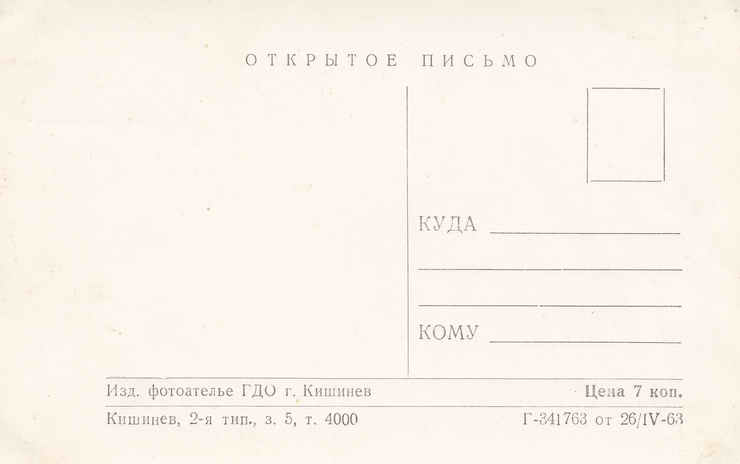 ОТКРЫТОЕ ПИСЬМО
КУДА
КОМУ
Изд. фотоателье ГДО г. Кишинев Цена 7 коп.
Кишинев, 2-я тип., з. 5, т. 4000 Г-341763 от 26/IV-63